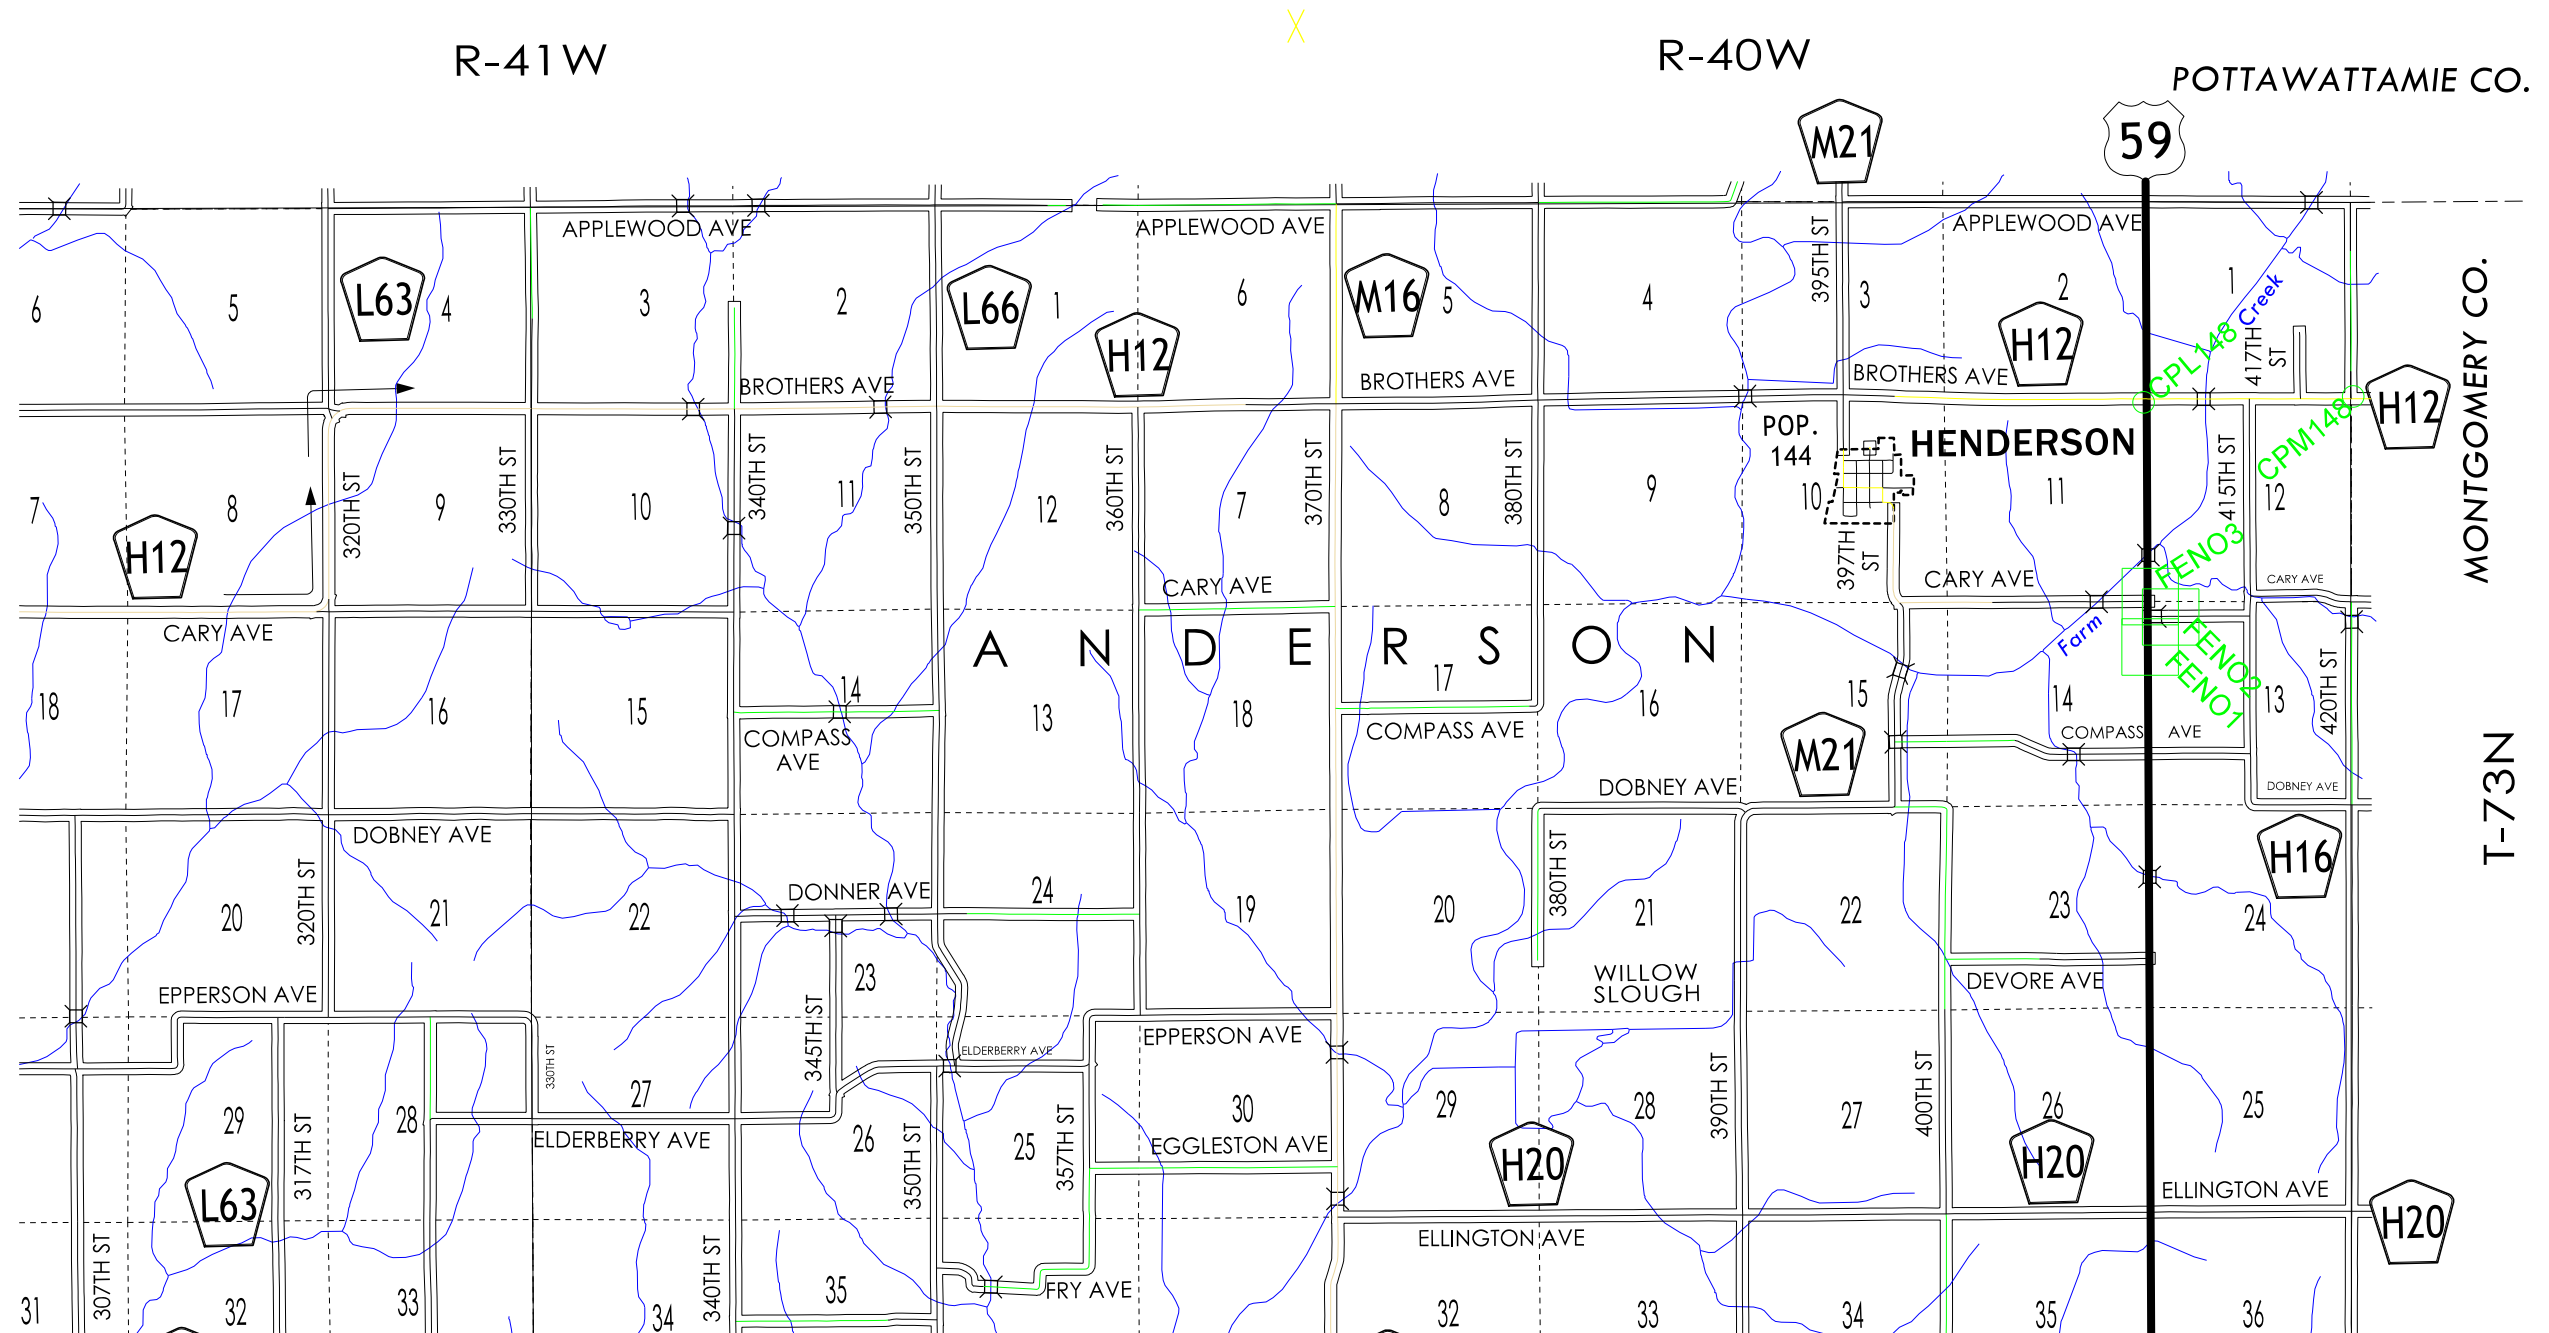 R-41W
R-40W
POTTAWATTAMIE CO.
M21
59
APPLEWOOD AVE
APPLEWOOD AVE
APPLEWOOD AVE
395TH ST
6
5
L63
4
3
2
L66
1
6
M16
5
4
3
2
1
Creek
H12
H12
417TH
ST
CPL148
BROTHERS AVE
BROTHERS AVE
BROTHERS AVE
MONTGOMERY CO.
H12
CPM148
POP.
144
HENDERSON
7
8
320TH ST
9
330TH ST
10
340TH ST
11
350TH ST
12
360TH ST
7
370TH ST
8
380TH ST
9
10
11
415TH ST
12
H12
397TH
ST
FENO3
CARY AVE
CARY AVE
CARY AVE
CARY AVE
ANDERSON
Farm
FENO2
FENO1
18
17
16
15
14
13
18
17
16
15
14
13
420TH ST
COMPASS
AVE
COMPASS AVE
COMPASS AVE
M21
T-73N
DOBNEY AVE
DOBNEY AVE
DOBNEY AVE
H16
320TH ST
380TH ST
DONNER AVE
20
21
22
24
19
20
21
22
23
24
23
WILLOW
SLOUGH
DEVORE AVE
EPPERSON AVE
EPPERSON AVE
345TH ST
330TH ST
ELDERBERRY AVE
390TH ST
400TH ST
29
317TH ST
28
27
26
350TH ST
25
357TH ST
30
29
28
27
26
25
ELDERBERRY AVE
EGGLESTON AVE
H20
H20
L63
ELLINGTON AVE
H20
ELLINGTON AVE
307TH ST
340TH ST
FRY AVE
31
32
33
34
35
32
33
34
35
36